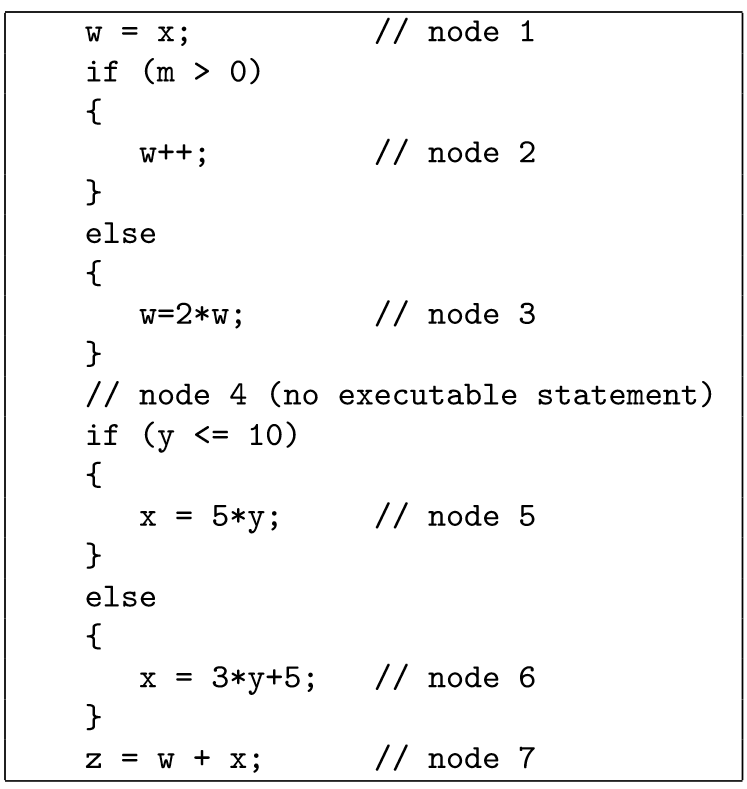 w = x;          // node 1
if (m > 0)
{
   w++;         // node 2
}
else
{
   w=2*w;       // node 3
}
// node 4 (no executable statement)
if (y <= 10)
{
   x = 5*y;     // node 5
}
else
{
   x = 3*y+5;   // node 6
}
z = w + x;      // node 7